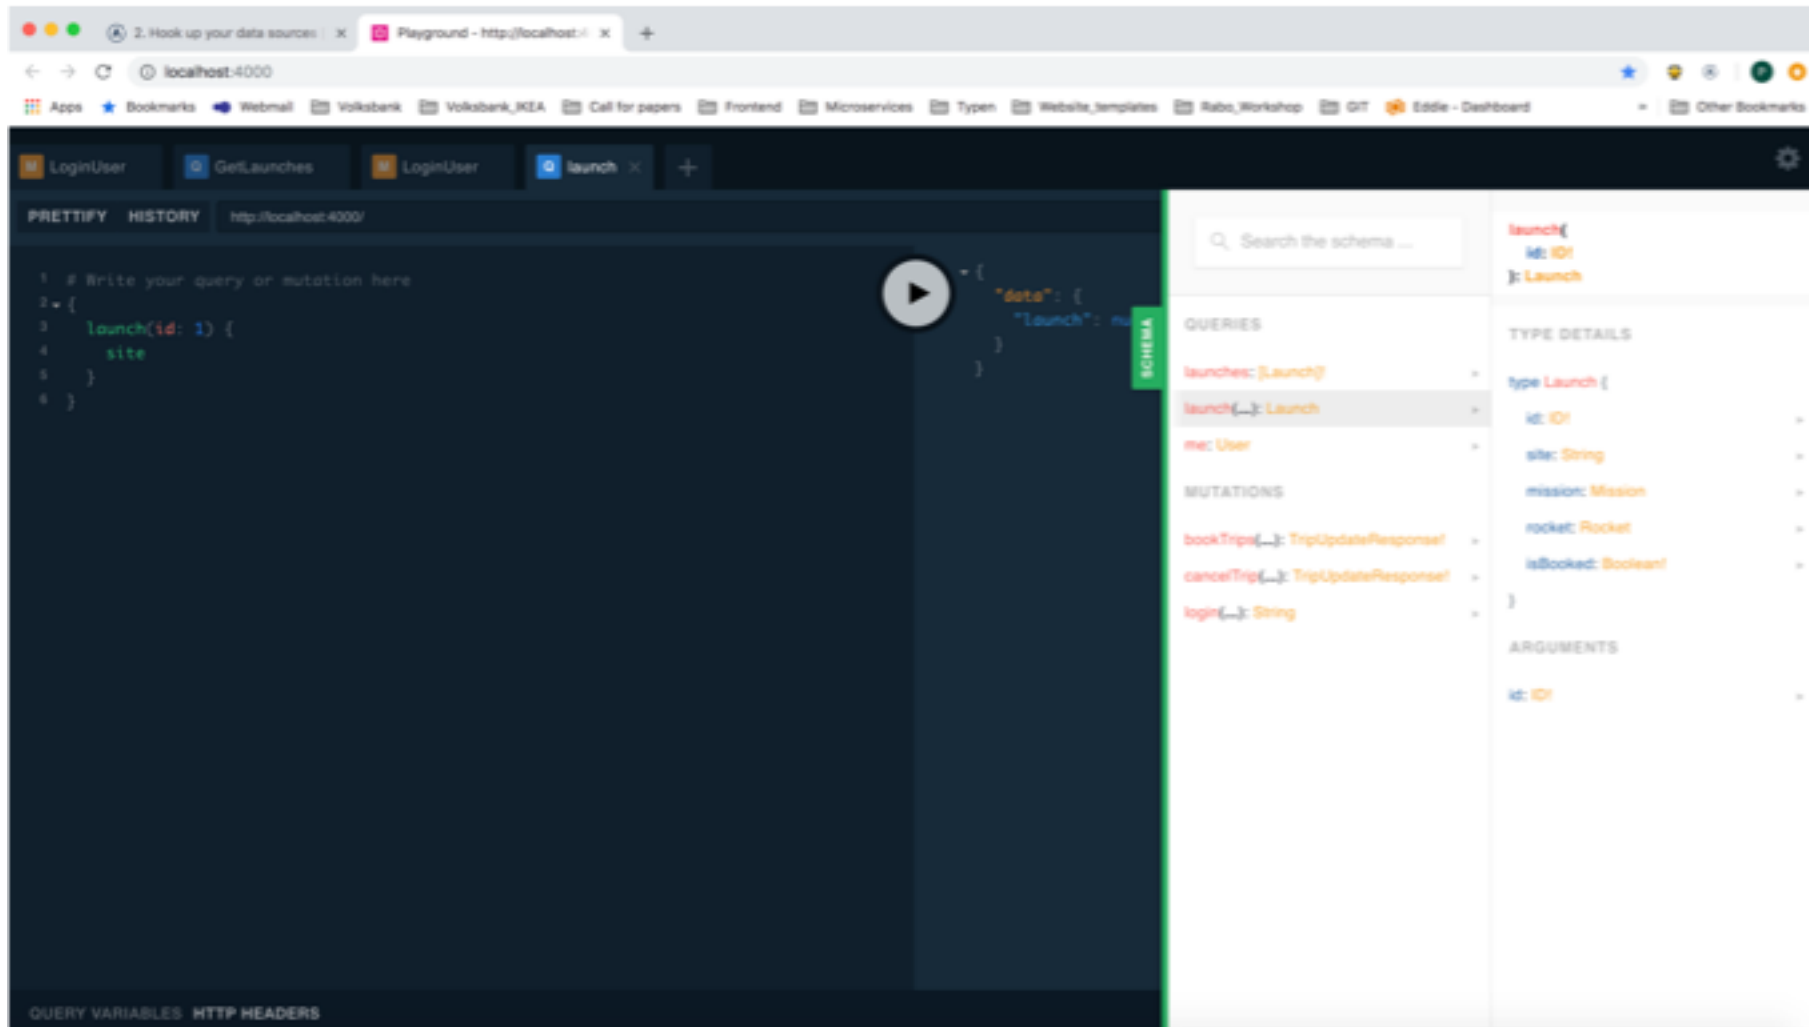 2. Hook up your data sources
Playground - http://localhost:4
localhost:4000
Apps Bookmarks Webmail Volksbank Volksbank_IKEA Call for papers Frontend Microservices Typen Website_templates Rabo_Workshop GIT Eddie - Dashboard Other Bookmarks
M LoginUser Q GetLaunches M LoginUser Q launch
PRETTIFY HISTORY http://localhost:4000/
1 # Write your query or mutation here
2 {
3 launch(id: 1) {
4 site
5 }
6 }
{
"data": {
"launch": nu
}
}
SCHEMA
Search the schema ...
QUERIES
launches: [Launch]!
launch(...): Launch
me: User
MUTATIONS
bookTrips(...): TripUpdateResponse!
cancelTrip(...): TripUpdateResponse!
login(...): String
launch(
id: ID!
): Launch
TYPE DETAILS
type Launch {
id: ID!
site: String
mission: Mission
rocket: Rocket
isBooked: Boolean!
}
ARGUMENTS
id: ID!
QUERY VARIABLES HTTP HEADERS